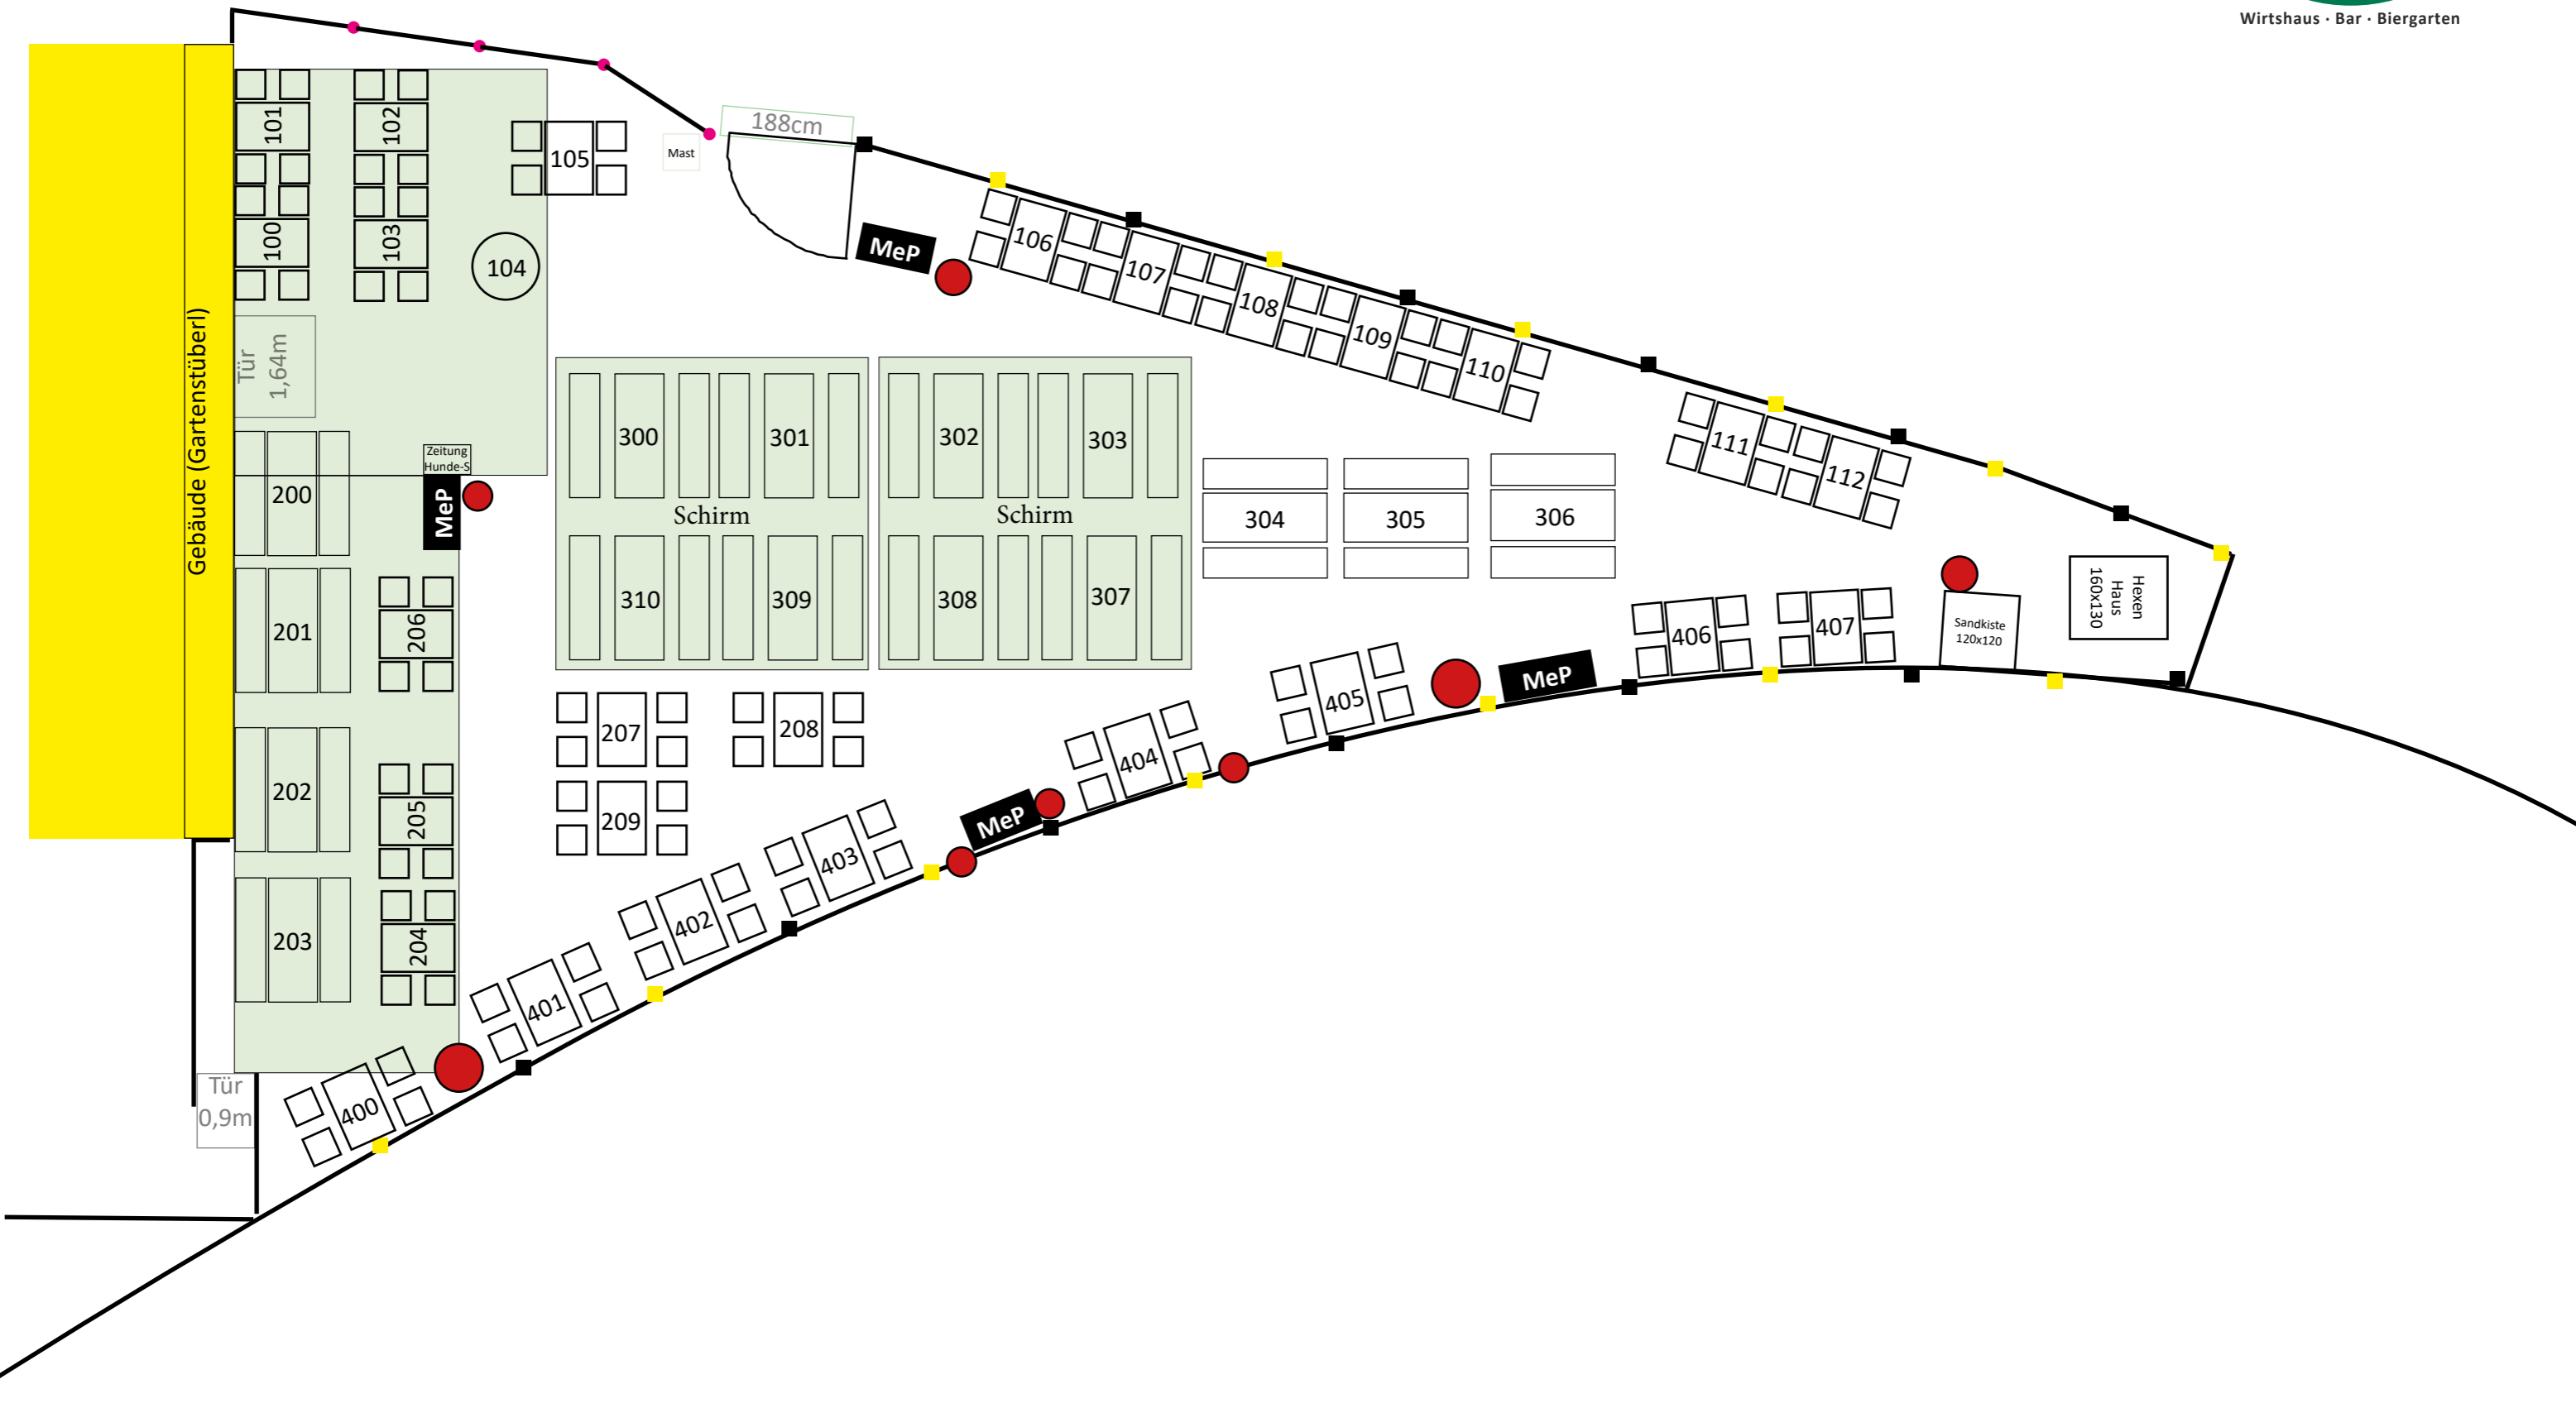 Wirtshaus · Bar · Biergarten
188cm
Mast
101
102
105
100
103
104
MeP
106
107
108
109
110
111
112
Gebäude (Gartenstüberl)
Tür
1,64m
Zeitung
Hunde-S
MeP
200
201
202
203
204
205
206
300
301
302
303
Schirm
Schirm
304
305
306
310
309
308
307
207
208
209
400
401
402
403
MeP
404
405
MeP
406
407
Sandkiste
120x120
Hexen
Haus
160x130
Tür
0,9m